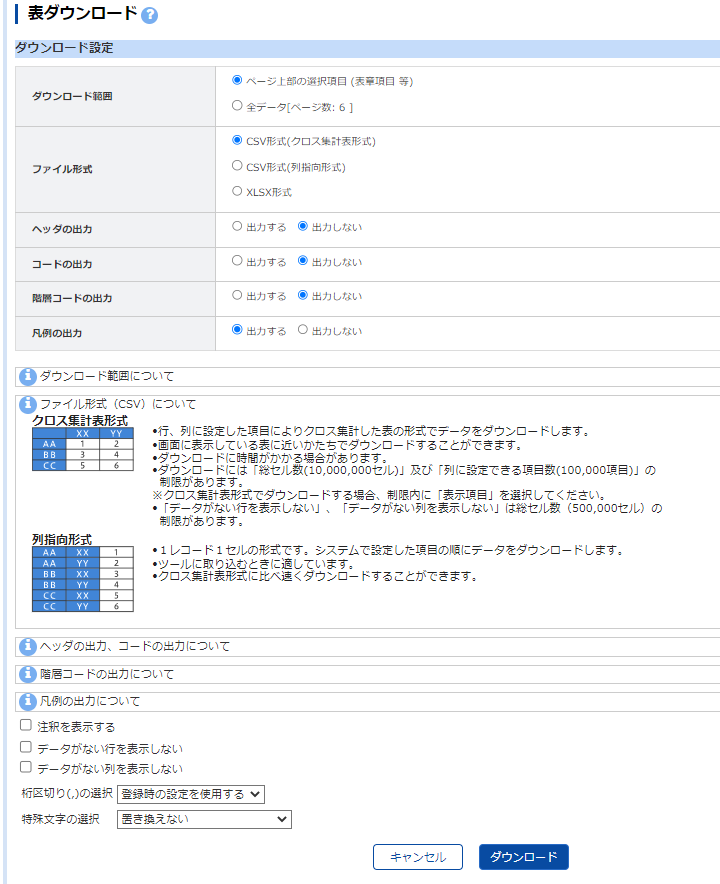 表ダウンロード ?
ダウンロード設定
ダウンロード範囲
ページ上部の選択項目 (表章項目 等)
全データ[ページ数: 6 ]
ファイル形式
CSV形式(クロス集計表形式)
CSV形式(列指向形式)
XLSX形式
ヘッダの出力 出力する 出力しない
コードの出力 出力する 出力しない
階層コードの出力 出力する 出力しない
凡例の出力 出力する 出力しない
ダウンロード範囲について
ファイル形式（CSV）について
クロス集計表形式
XX YY
AA 1 2
BB 3 4
CC 5 6
•行、列に設定した項目によりクロス集計した表の形式でデータをダウンロードします。
•画面に表示している表に近いかたちでダウンロードすることができます。
•ダウンロードに時間がかかる場合があります。
•ダウンロードには「総セル数(10,000,000セル)」及び「列に設定できる項目数(100,000項目)」の
制限があります。
※クロス集計表形式でダウンロードする場合、制限内に「表示項目」を選択してください。
•「データがない行を表示しない」、「データがない列を表示しない」は総セル数（500,000セル）の
制限があります。
列指向形式
AA XX 1
AA YY 2
BB XX 3
BB YY 4
CC XX 5
CC YY 6
•１レコード１セルの形式です。システムで設定した項目の順にデータをダウンロードします。
•ツールに取り込むときに適しています。
•クロス集計表形式に比べ速くダウンロードすることができます。
ヘッダの出力、コードの出力について
階層コードの出力について
凡例の出力について
注釈を表示する
データがない行を表示しない
データがない列を表示しない
桁区切り(,)の選択 登録時の設定を使用する
特殊文字の選択 置き換えない
キャンセル ダウンロード